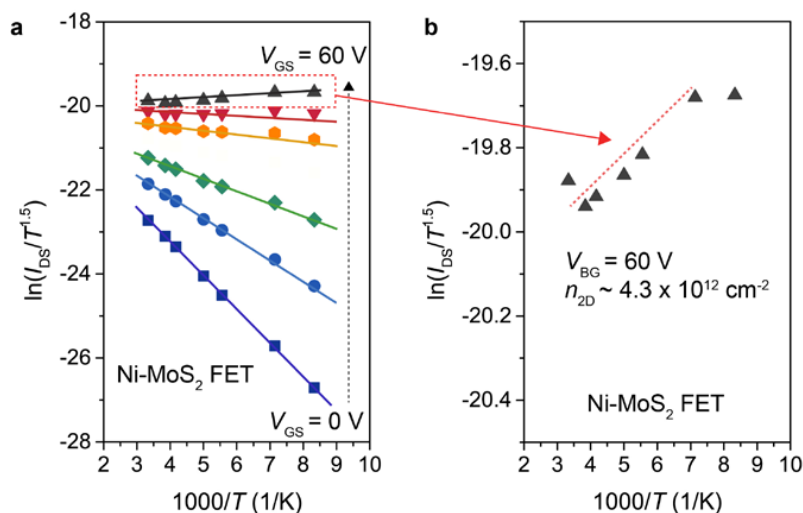 a
V_GS = 60 V
-18
-20
-22
-24
-26
-28
ln(I_DS/T^1.5)
Ni-MoS₂ FET
V_GS = 0 V
2 3 4 5 6 7 8 9 10
1000/T (1/K)
b
-19.6
-19.8
-20.0
-20.2
-20.4
ln(I_DS/T^1.5)
V_BG = 60 V
n_2D ~ 4.3 x 10¹² cm⁻²
Ni-MoS₂ FET
2 3 4 5 6 7 8 9 10
1000/T (1/K)